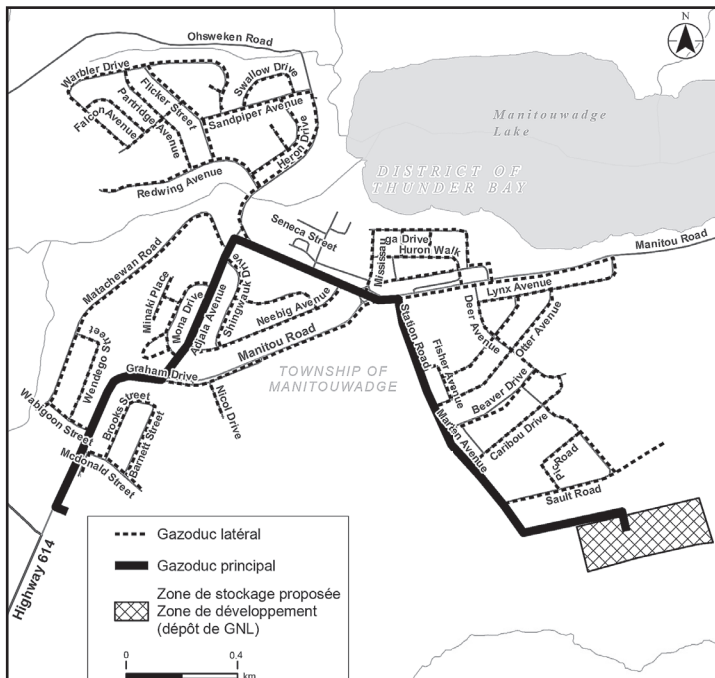 N
Ohsweken Road
Warbler Drive
Flicker Street
Swallow Drive
Partridge Avenue
Falcon Avenue
Sandpiper Avenue
Heron Drive
Redwing Avenue
Manitouwadge
Lake
DISTRICT OF
THUNDER BAY
Seneca Street
Mississauga Drive
Huron Walk
Manitou Road
Matachewan Road
Minaki Place
Mona Drive
Adjala Avenue
Shingwauk Drive
Neebig Avenue
Manitou Road
Lynx Avenue
Station Road
Deer Avenue
Otter Avenue
Fisher Avenue
Wendego Street
Graham Drive
TOWNSHIP OF
MANITOUWADGE
Nicol Drive
Beaver Drive
Wabigoon Street
Brooks Street
Barnett Street
Marten Avenue
Caribou Drive
Mcdonald Street
Pic Road
Sault Road
Highway 614
Gazoduc latéral
Gazoduc principal
Zone de stockage proposée
Zone de développement
(dépôt de GNL)
0
0.4
km